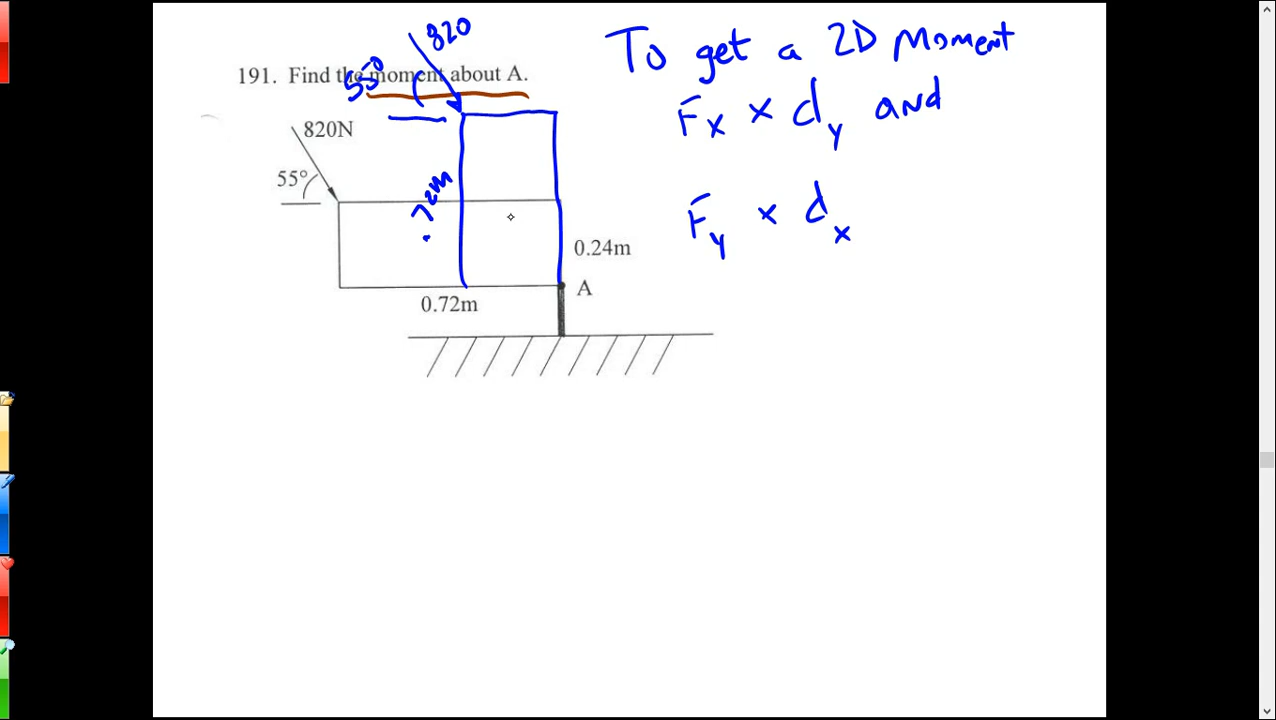 820
To get a 2D Moment
191. Find the moment about A.
55°
Fx × dy and
820N
55°
.72m
Fy × dx
0.24m
A
0.72m